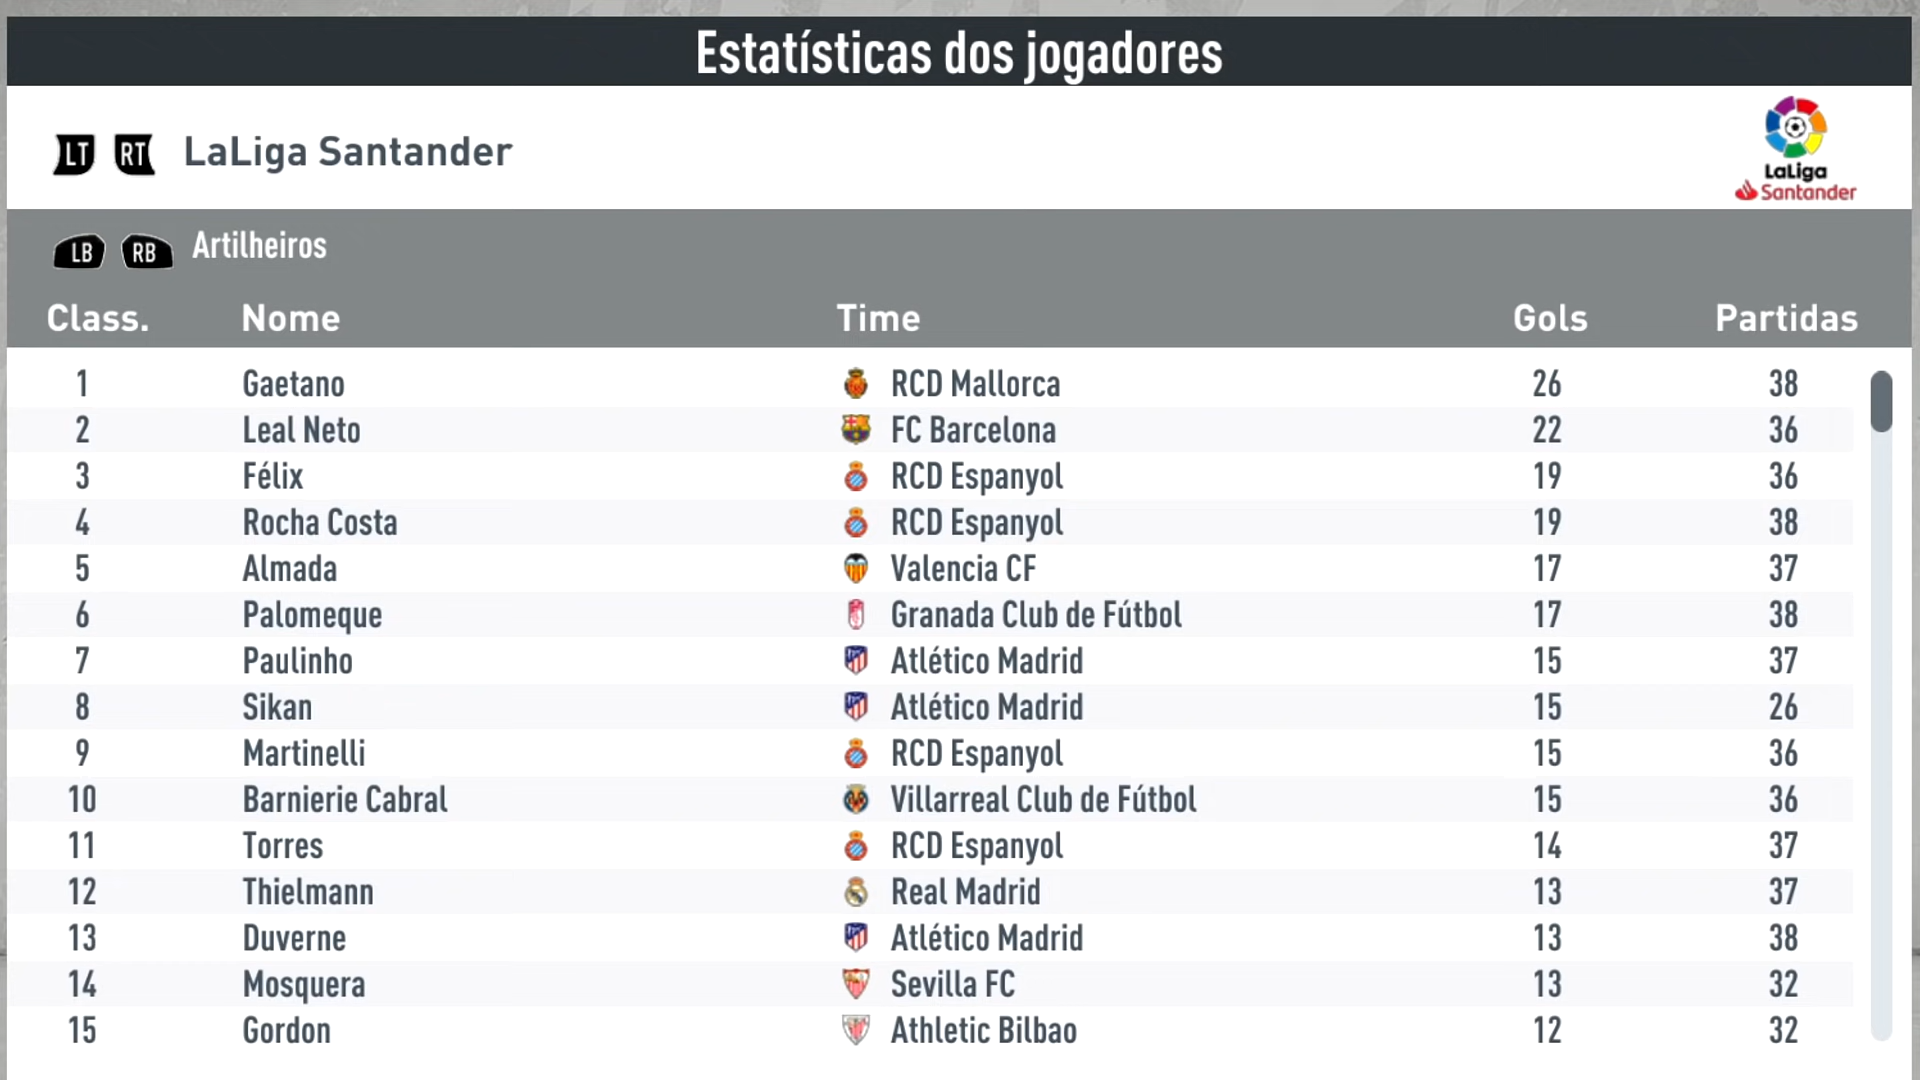 Estatísticas dos jogadores
LT RT LaLiga Santander
LaLiga
Santander
LB RB Artilheiros
Class. Nome Time Gols Partidas
1 Gaetano RCD Mallorca 26 38
2 Leal Neto FC Barcelona 22 36
3 Félix RCD Espanyol 19 36
4 Rocha Costa RCD Espanyol 19 38
5 Almada Valencia CF 17 37
6 Palomeque Granada Club de Fútbol 17 38
7 Paulinho Atlético Madrid 15 37
8 Sikan Atlético Madrid 15 26
9 Martinelli RCD Espanyol 15 36
10 Barnierie Cabral Villarreal Club de Fútbol 15 36
11 Torres RCD Espanyol 14 37
12 Thielmann Real Madrid 13 37
13 Duverne Atlético Madrid 13 38
14 Mosquera Sevilla FC 13 32
15 Gordon Athletic Bilbao 12 32